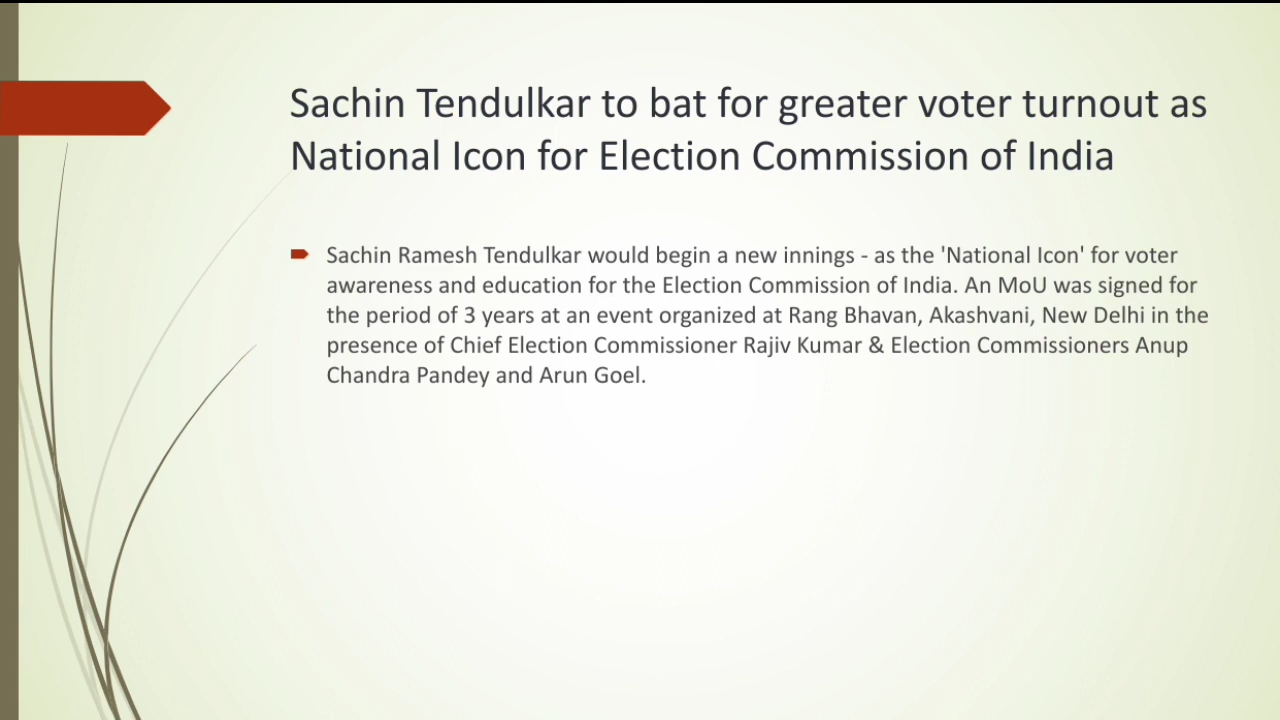 Sachin Tendulkar to bat for greater voter turnout as
National Icon for Election Commission of India
Sachin Ramesh Tendulkar would begin a new innings - as the 'National Icon' for voter
awareness and education for the Election Commission of India. An MoU was signed for
the period of 3 years at an event organized at Rang Bhavan, Akashvani, New Delhi in the
presence of Chief Election Commissioner Rajiv Kumar & Election Commissioners Anup
Chandra Pandey and Arun Goel.